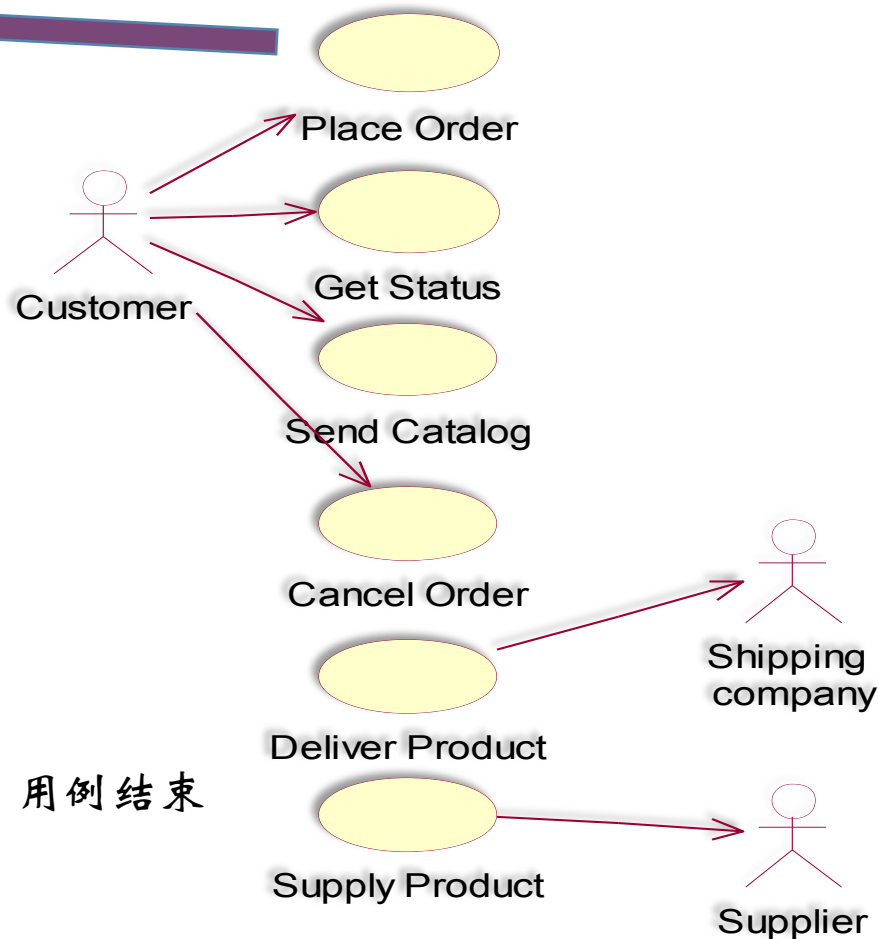 Place Order
Get Status
Customer
Send Catalog
Cancel Order
Shipping
company
Deliver Product
用例结束
Supply Product
Supplier